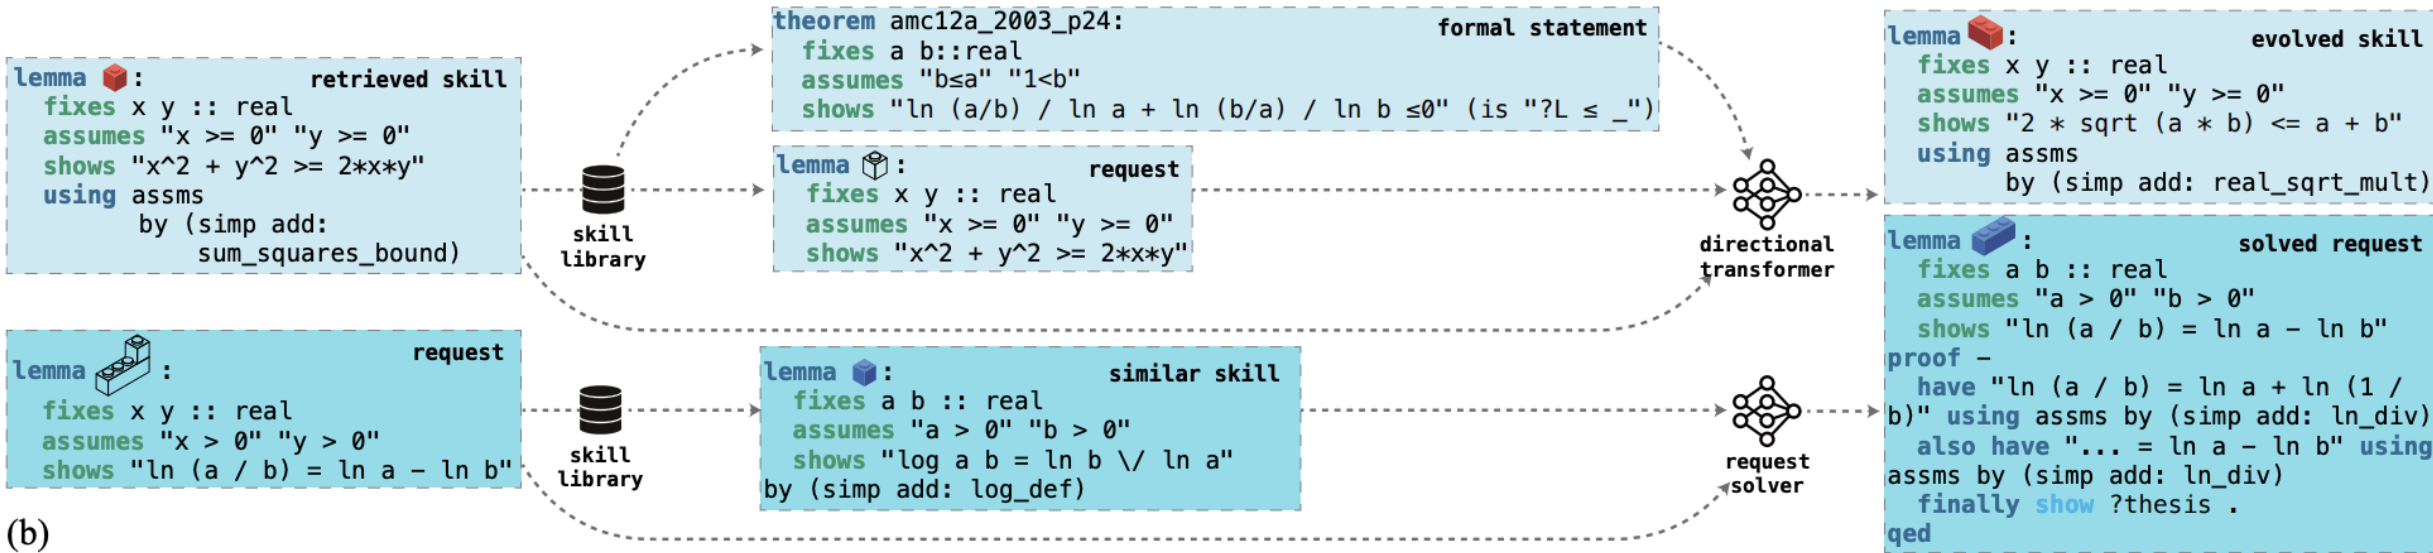 lemma : retrieved skill
fixes x y :: real
assumes "x >= 0" "y >= 0"
shows "x^2 + y^2 >= 2*x*y"
using assms
by (simp add:
sum_squares_bound)
skill
library
theorem amc12a_2003_p24: formal statement
fixes a b::real
assumes "b≤a" "1<b"
shows "ln (a/b) / ln a + ln (b/a) / ln b ≤0" (is "?L ≤ _")
lemma : request
fixes x y :: real
assumes "x >= 0" "y >= 0"
shows "x^2 + y^2 >= 2*x*y"
directional
transformer
lemma : evolved skill
fixes x y :: real
assumes "x >= 0" "y >= 0"
shows "2 * sqrt (a * b) <= a + b"
using assms
by (simp add: real_sqrt_mult)
lemma : request
fixes x y :: real
assumes "x > 0" "y > 0"
shows "ln (a / b) = ln a − ln b"
skill
library
lemma : similar skill
fixes a b :: real
assumes "a > 0" "b > 0"
shows "log a b = ln b \/ ln a"
by (simp add: log_def)
request
solver
lemma : solved request
fixes a b :: real
assumes "a > 0" "b > 0"
shows "ln (a / b) = ln a − ln b"
proof −
have "ln (a / b) = ln a + ln (1 /
b)" using assms by (simp add: ln_div)
also have "... = ln a − ln b" using
assms by (simp add: ln_div)
finally show ?thesis .
qed
(b)